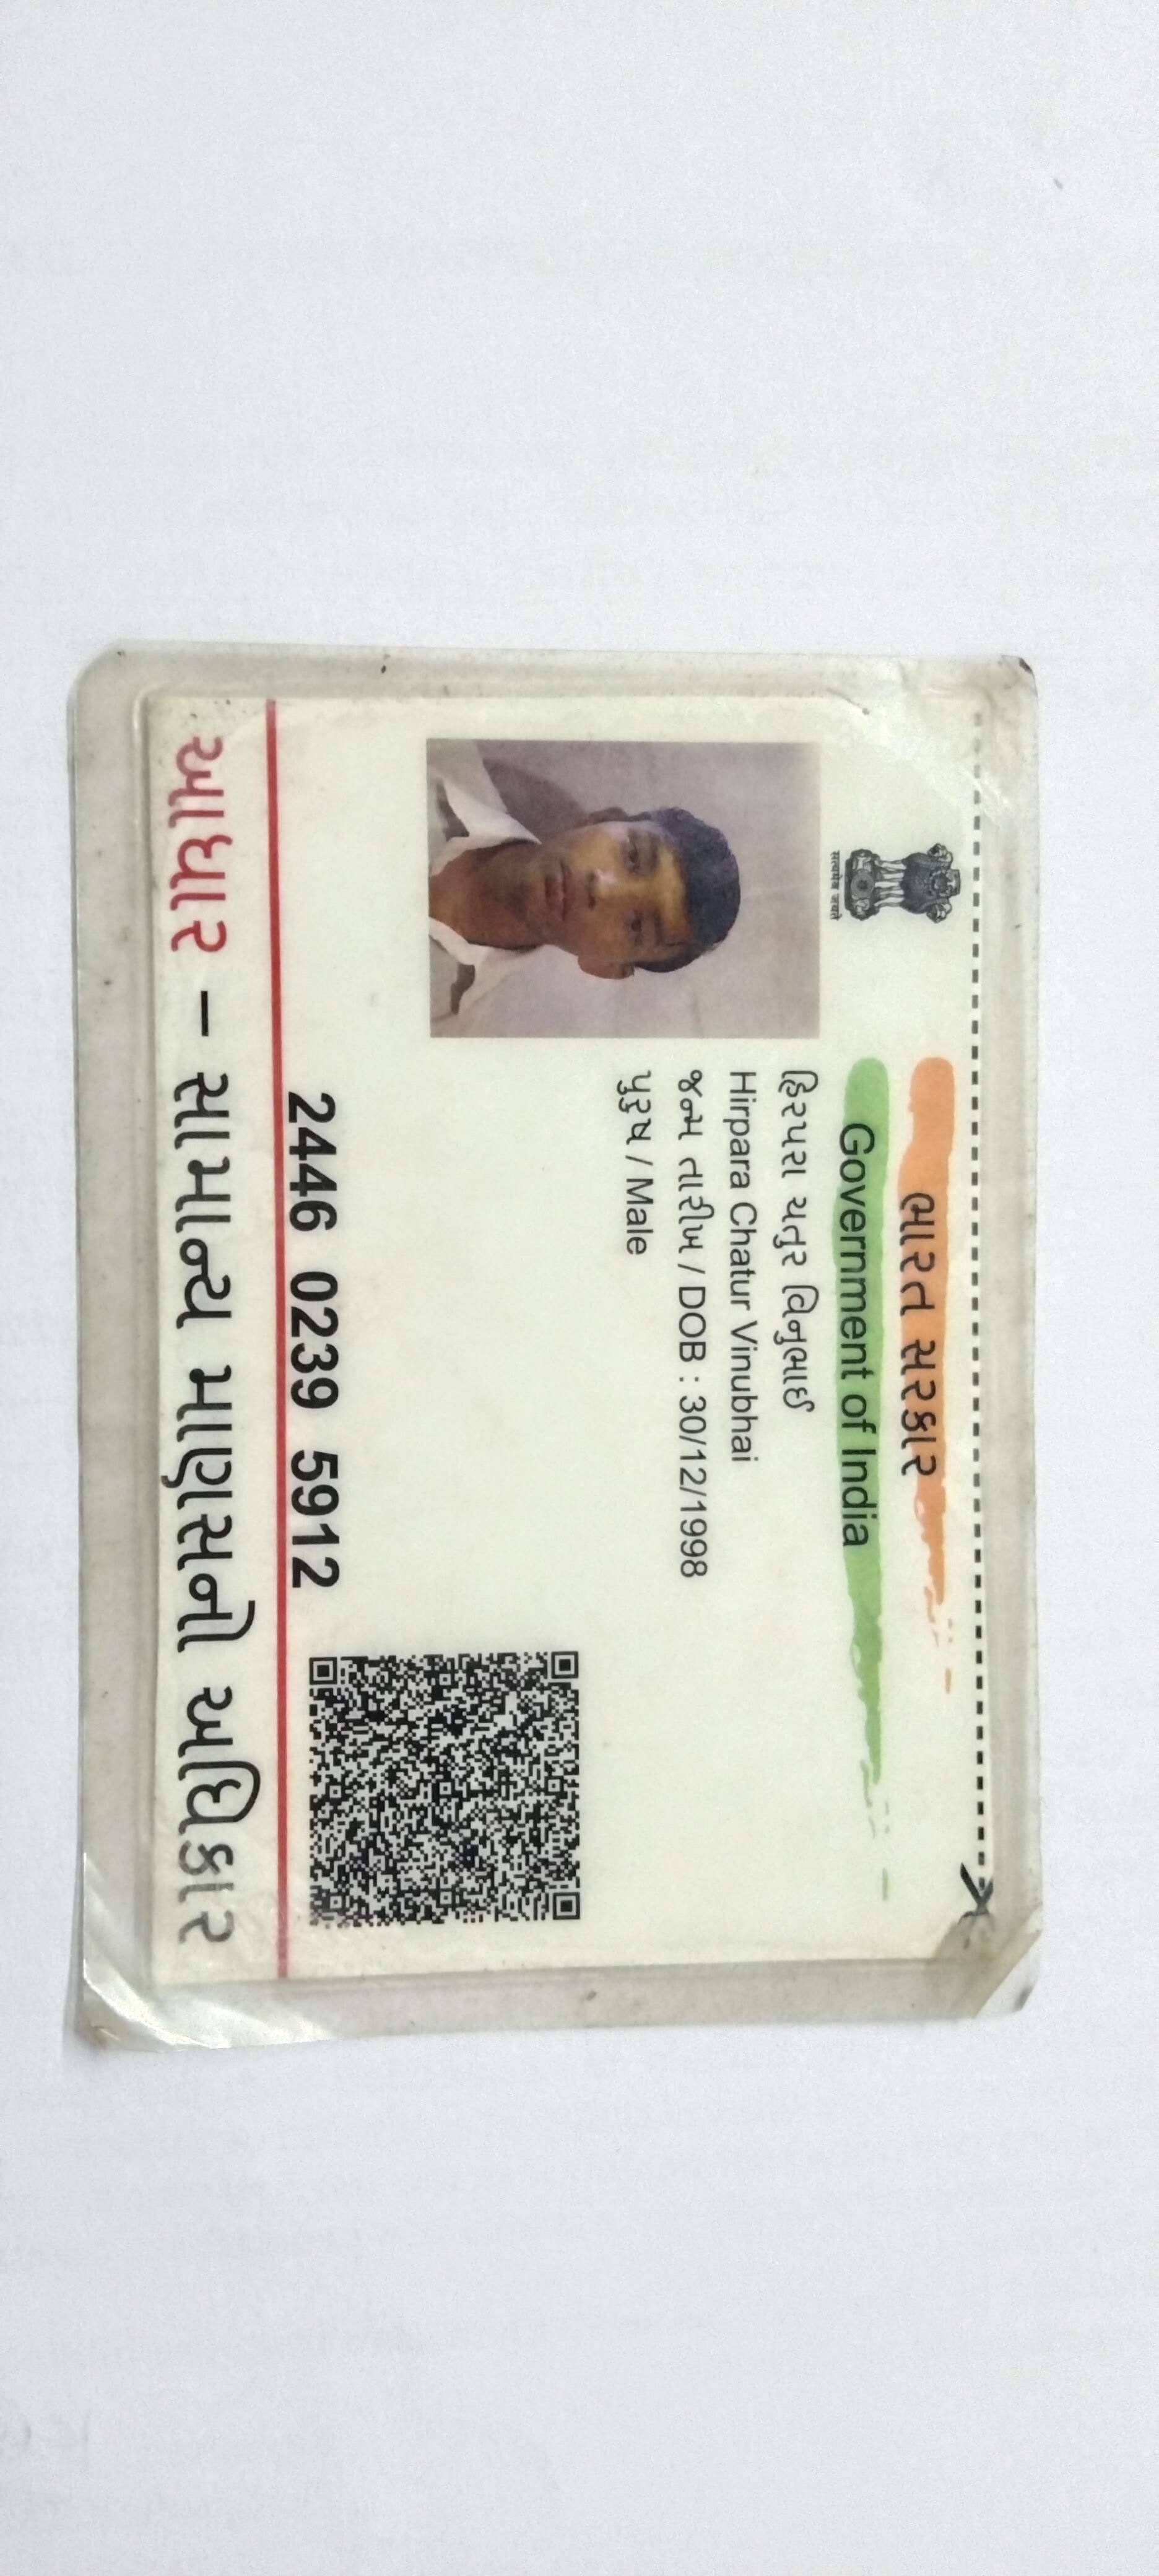 ભારત સરકાર
Government of India
सत्यमेव जयते
હિરપરા ચતુર વિનુભાઈ
Hirpara Chatur Vinubhai
જન્મ તારીખ / DOB : 30/12/1998
પુરુષ / Male
2446 0239 5912
આધાર – સામાન્ય માણસનો અધિકાર